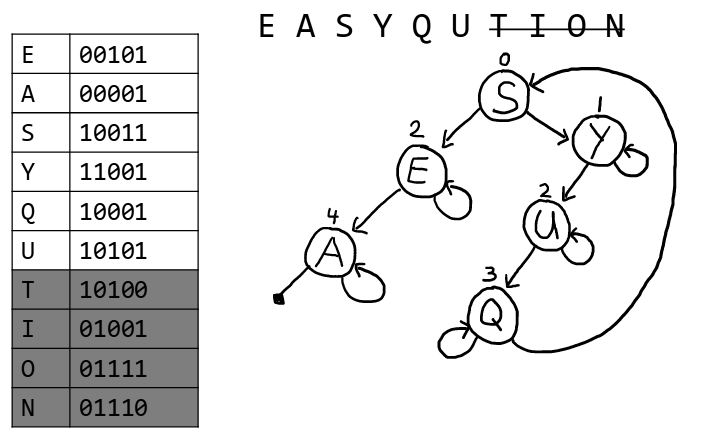 E A S Y Q U T I O N
E 00101
A 00001
S 10011
Y 11001
Q 10001
U 10101
T 10100
I 01001
O 01111
N 01110
0
S
1
Y
2
E
2
U
4
A
3
Q